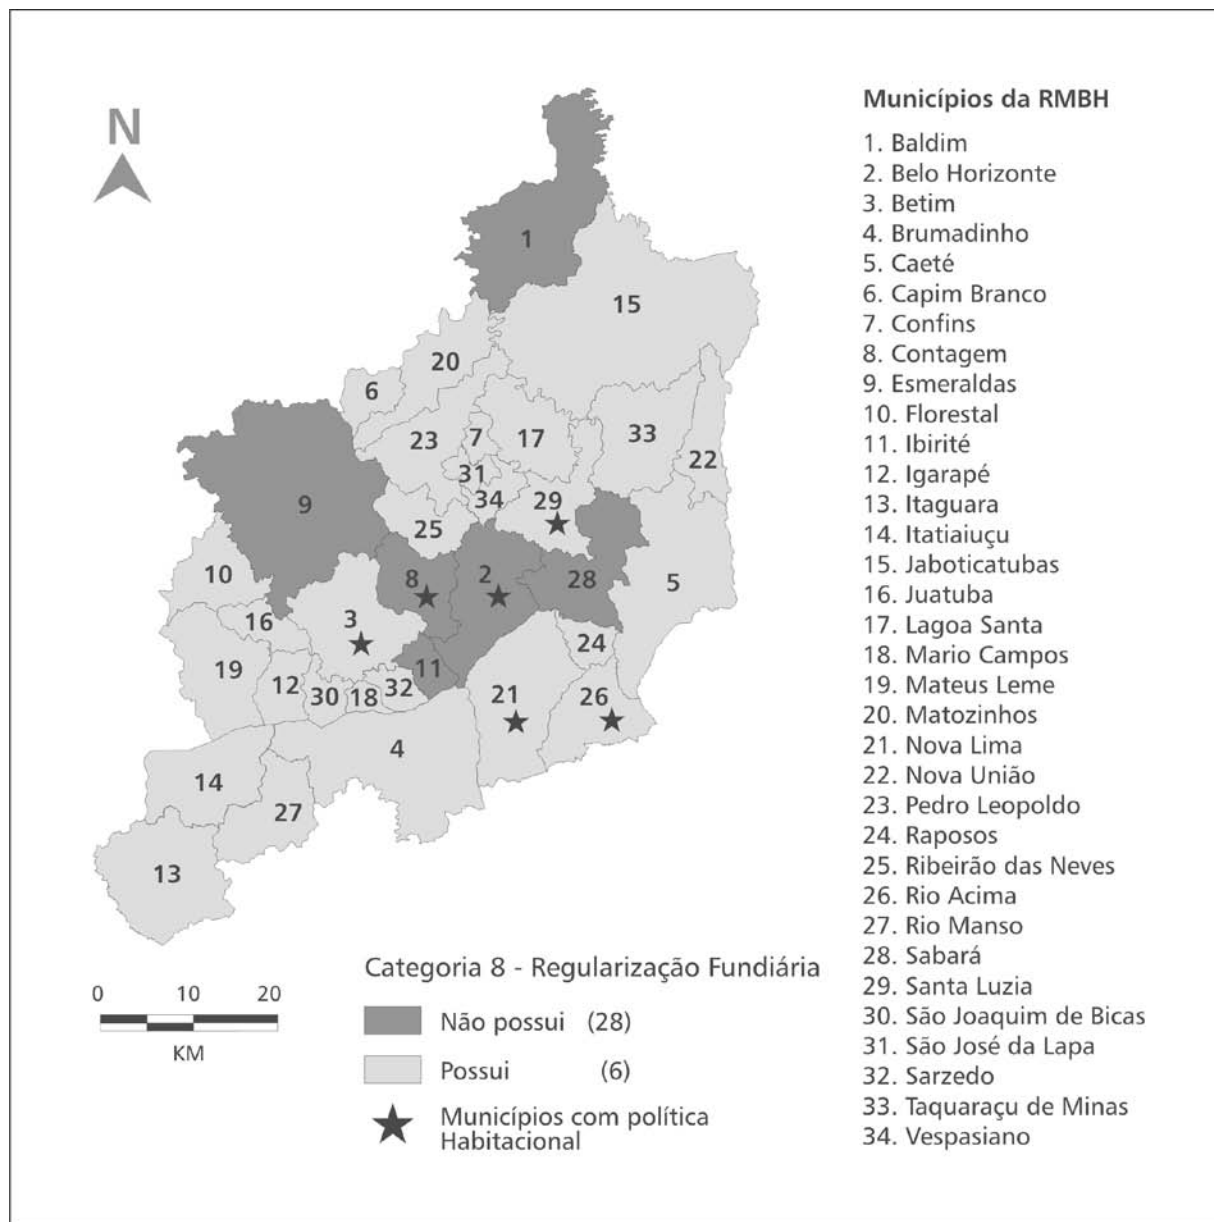 N
1
15
20
6
23
7
17
33
22
31
34
29
9
25
10
8
2
28
5
16
3
24
19
11
12
30
18
32
21
26
4
14
27
13
Municípios da RMBH
1. Baldim
2. Belo Horizonte
3. Betim
4. Brumadinho
5. Caeté
6. Capim Branco
7. Confins
8. Contagem
9. Esmeraldas
10. Florestal
11. Ibirité
12. Igarapé
13. Itaguara
14. Itatiaiuçu
15. Jaboticatubas
16. Juatuba
17. Lagoa Santa
18. Mario Campos
19. Mateus Leme
20. Matozinhos
21. Nova Lima
22. Nova União
23. Pedro Leopoldo
24. Raposos
25. Ribeirão das Neves
26. Rio Acima
27. Rio Manso
28. Sabará
29. Santa Luzia
30. São Joaquim de Bicas
31. São José da Lapa
32. Sarzedo
33. Taquaraçu de Minas
34. Vespasiano
0 10 20
KM
Categoria 8 - Regularização Fundiária
Não possui (28)
Possui (6)
Municípios com política
Habitacional